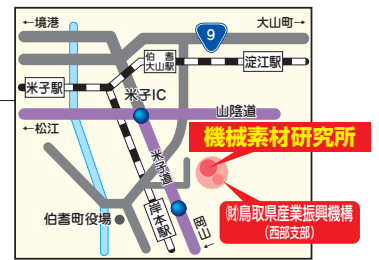 ←境港
9
大山町→
伯耆
大山駅
淀江駅
米子駅
米子IC
山陰道
←松江
機械素材研究所
米子道
㈶鳥取県産業振興機構
(西部支部)
伯耆町役場
岸本駅
岡山
↓